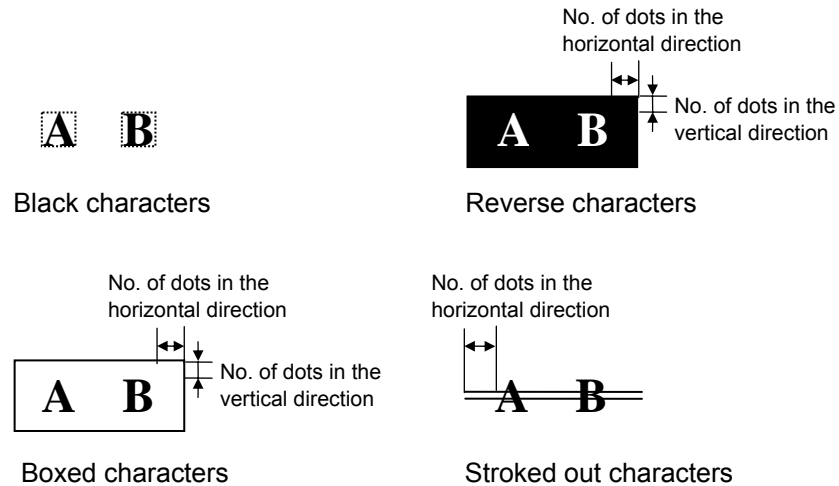 No. of dots in the
horizontal direction
No. of dots in the
vertical direction
A B
A B
Black characters
Reverse characters
No. of dots in the
horizontal direction
No. of dots in the
horizontal direction
No. of dots in the
vertical direction
A B
A B
Boxed characters
Stroked out characters